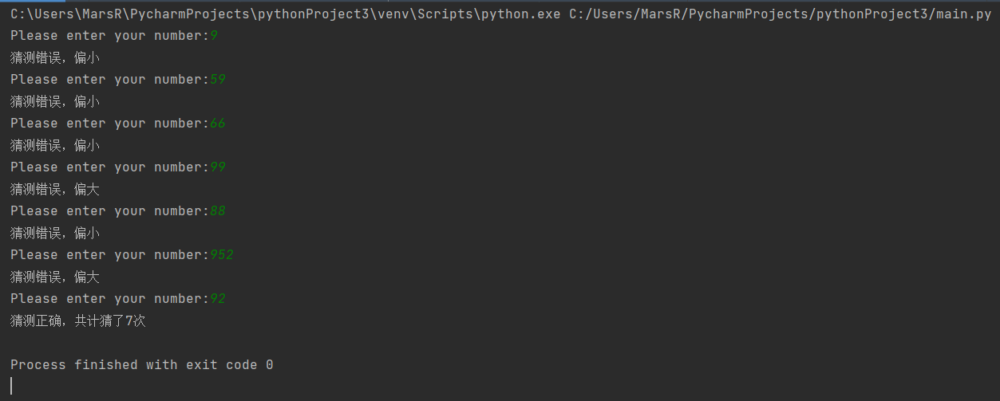 C:\Users\MarsR\PycharmProjects\pythonProject3\venv\Scripts\python.exe C:/Users/MarsR/PycharmProjects/pythonProject3/main.py
Please enter your number:9
猜测错误，偏小
Please enter your number:59
猜测错误，偏小
Please enter your number:66
猜测错误，偏小
Please enter your number:99
猜测错误，偏大
Please enter your number:88
猜测错误，偏小
Please enter your number:952
猜测错误，偏大
Please enter your number:92
猜测正确，共计猜了7次
Process finished with exit code 0